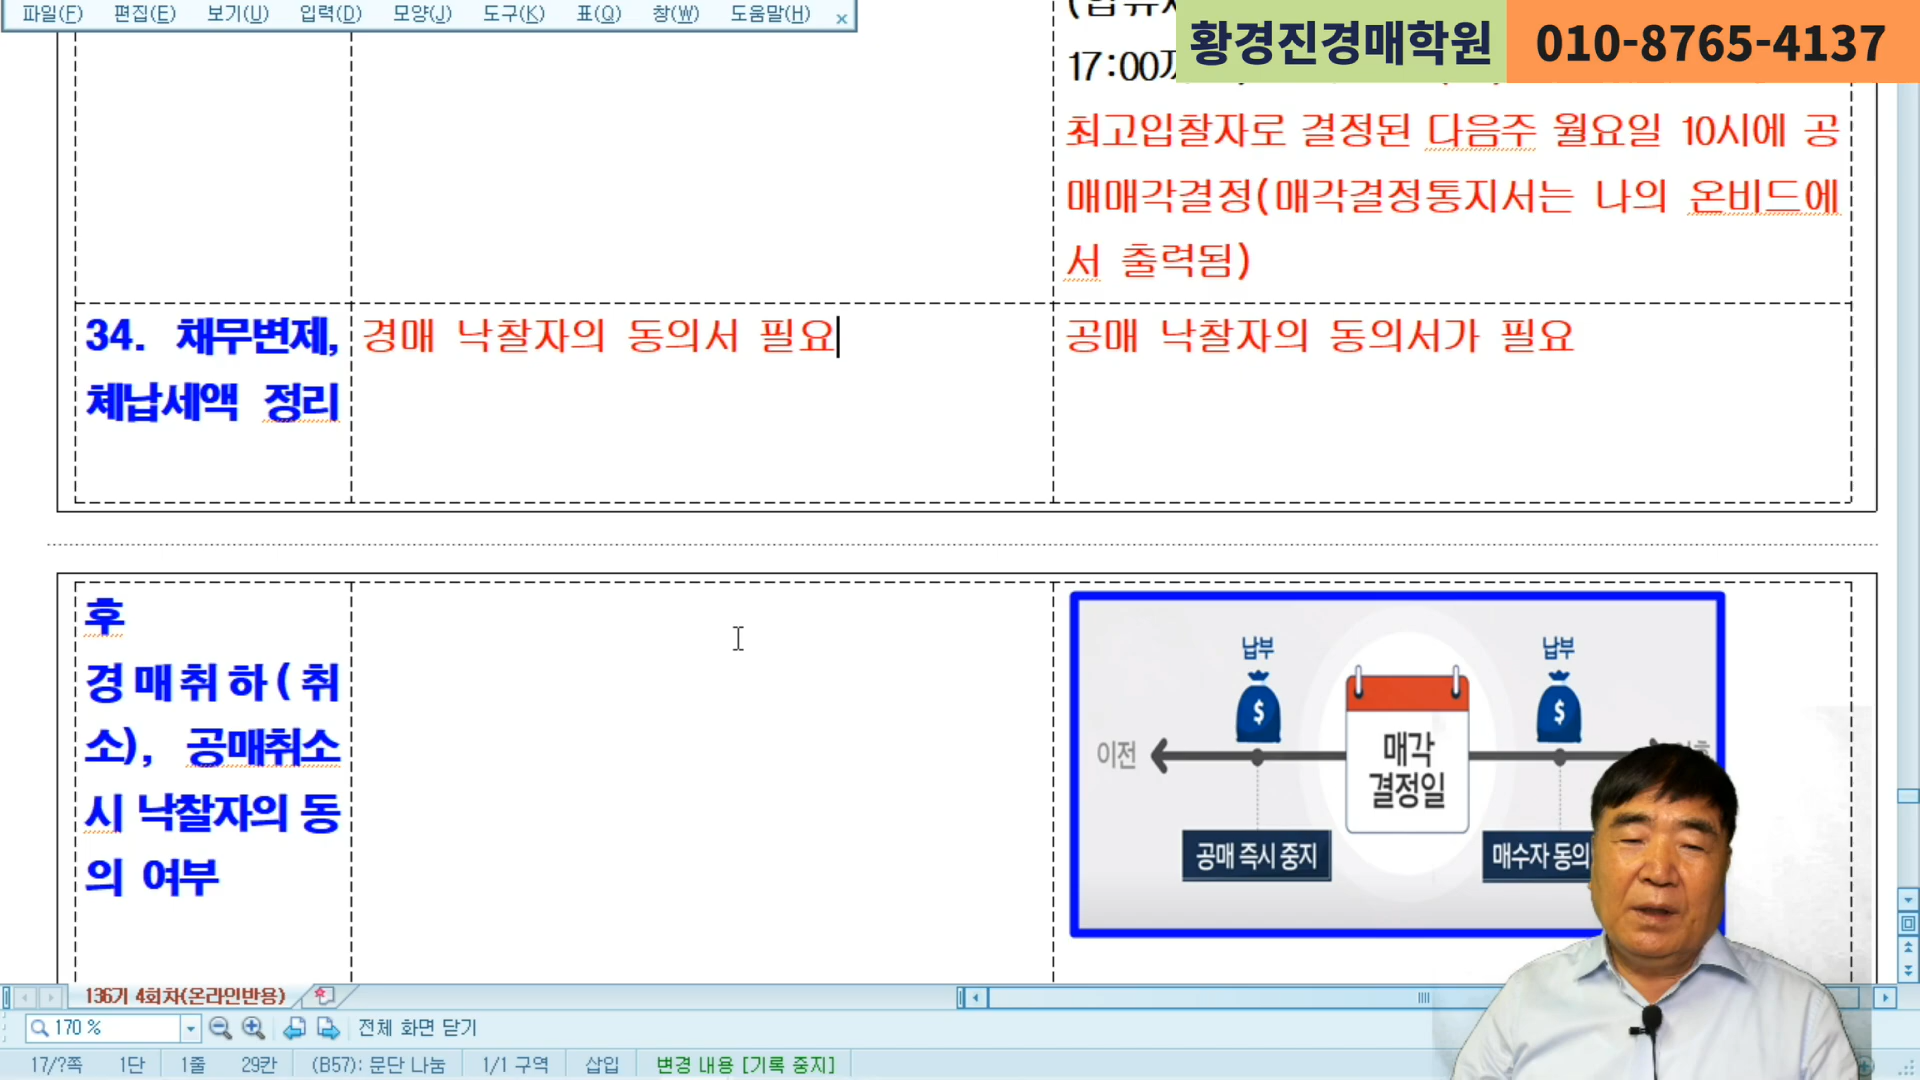 파일(F) 편집(E) 보기(U) 입력(D) 모양(J) 도구(K) 표(Q) 창(W) 도움말(H)
황경진경매학원 010-8765-4137
최고입찰자로 결정된 다음주 월요일 10시에 공
매매각결정(매각결정통지서는 나의 온비드에
서 출력됨)
34. 채무변제,
체납세액 정리
경매 낙찰자의 동의서 필요
공매 낙찰자의 동의서가 필요
후
경매취하(취
소), 공매취소
시 낙찰자의 동
의 여부
납부 납부
이전
매각
결정일
공매 즉시 중지 매수자 동의
136기 4회차(온라인반용)
170 % 전체 화면 닫기
17/?쪽 1단 1줄 29칸 (B57): 문단 나눔 1/1 구역 삽입 변경 내용 [기록 중지]